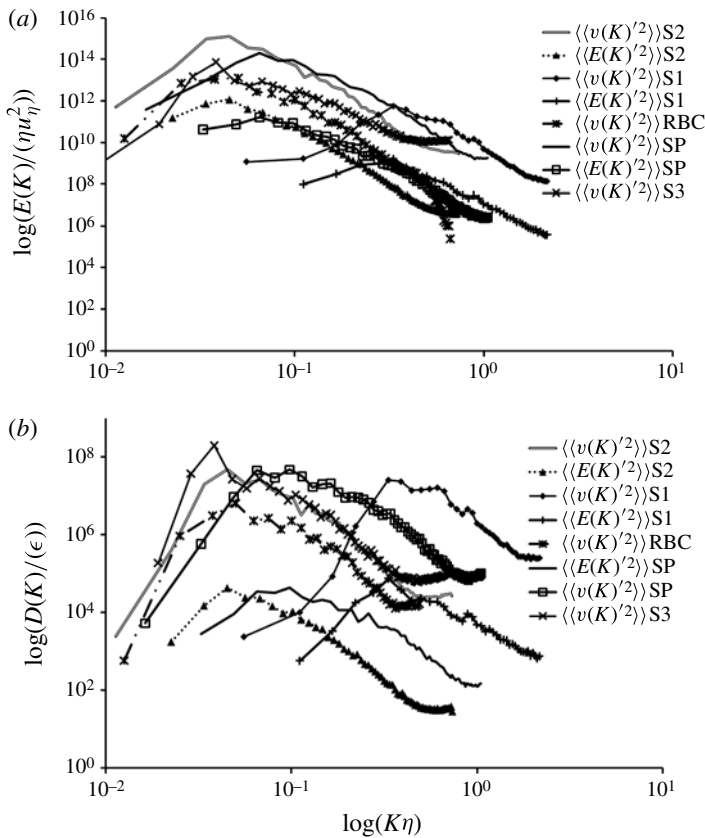 (a)
10^16
10^14
10^12
10^10
10^8
10^6
10^4
10^2
10^0
log(E(K)/(ηu_η^2))
10^−2
10^−1
10^0
10^1
⟨⟨v(K)′2⟩⟩S2
⟨⟨E(K)′2⟩⟩S2
⟨⟨v(K)′2⟩⟩S1
⟨⟨E(K)′2⟩⟩S1
⟨⟨v(K)′2⟩⟩RBC
⟨⟨v(K)′2⟩⟩SP
⟨⟨E(K)′2⟩⟩SP
⟨⟨v(K)′2⟩⟩S3
(b)
10^8
10^6
10^4
10^2
10^0
log(D(K)/(ϵ))
10^−2
10^−1
10^0
10^1
log(Kη)
⟨⟨v(K)′2⟩⟩S2
⟨⟨E(K)′2⟩⟩S2
⟨⟨v(K)′2⟩⟩S1
⟨⟨E(K)′2⟩⟩S1
⟨⟨v(K)′2⟩⟩RBC
⟨⟨E(K)′2⟩⟩SP
⟨⟨v(K)′2⟩⟩SP
⟨⟨v(K)′2⟩⟩S3